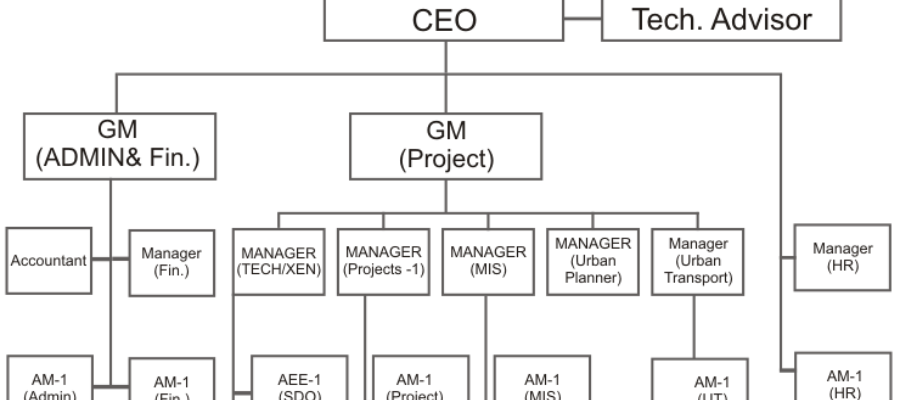 CEO
Tech. Advisor
GM
(ADMIN& Fin.)
GM
(Project)
Accountant
Manager
(Fin.)
MANAGER
(TECH/XEN)
MANAGER
(Projects -1)
MANAGER
(MIS)
MANAGER
(Urban
Planner)
Manager
(Urban
Transport)
Manager
(HR)
AM-1
(Admin)
AM-1
(Fin.)
AEE-1
(SDO)
AM-1
(Project)
AM-1
(MIS)
AM-1
(UT)
AM-1
(HR)